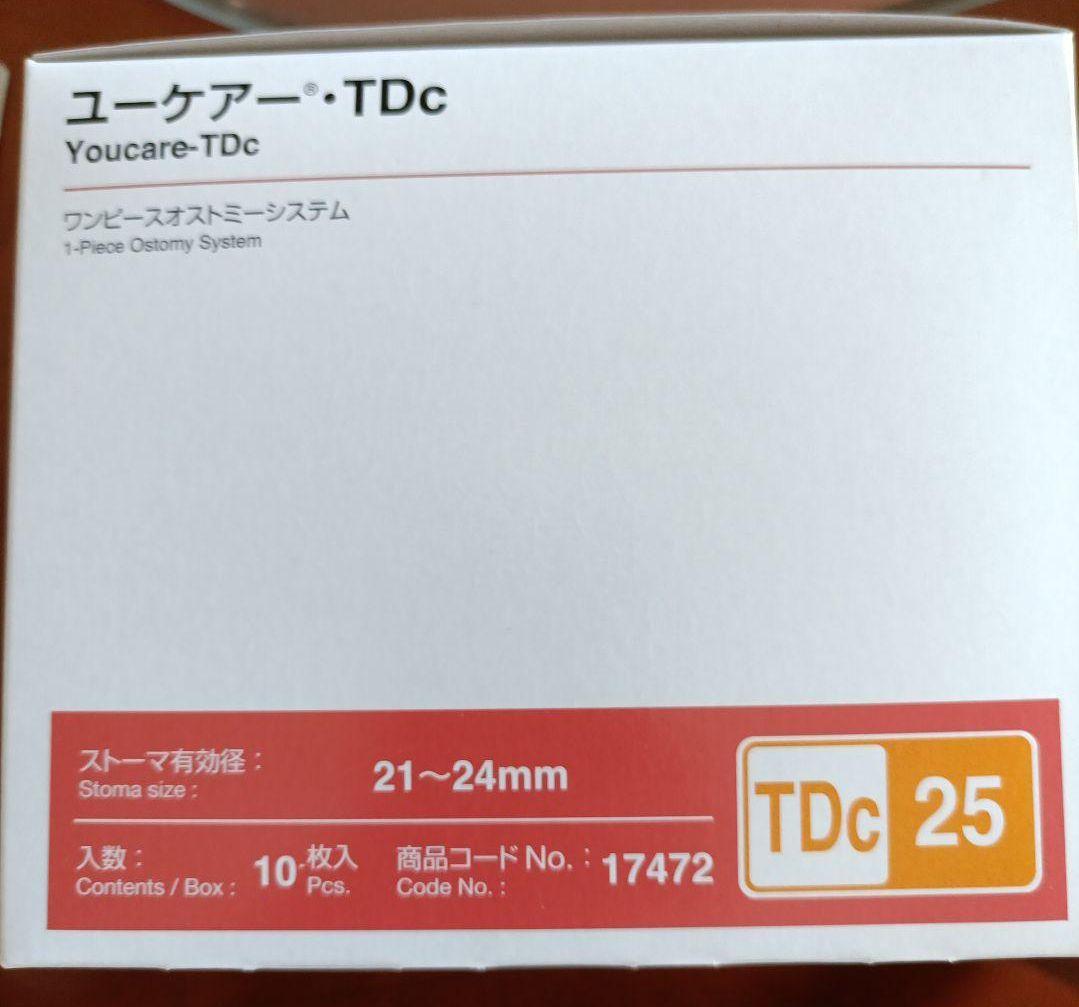 ユーケアー®・TDc
Youcare-TDc
ワンピースオストミーシステム
1-Piece Ostomy System
ストーマ有効径：
Stoma size :
21～24mm
入数：
Contents / Box :
10 枚入
Pcs.
商品コードNo.：
Code No. :
17472
TDc 25